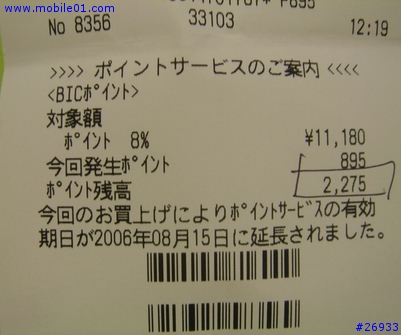 www.mobile01.com
No 8356 33103 12:19
>>>> ポイントサービスのご案内 <<<<
<BICﾎﾟｲﾝﾄ>
対象額
ﾎﾟｲﾝﾄ 8% ¥11,180
今回発生ﾎﾟｲﾝﾄ 895
ﾎﾟｲﾝﾄ残高 2,275
今回のお買上げによりﾎﾟｲﾝﾄｻｰﾋﾞｽの有効
期日が2006年08月15日に延長されました。
#26933